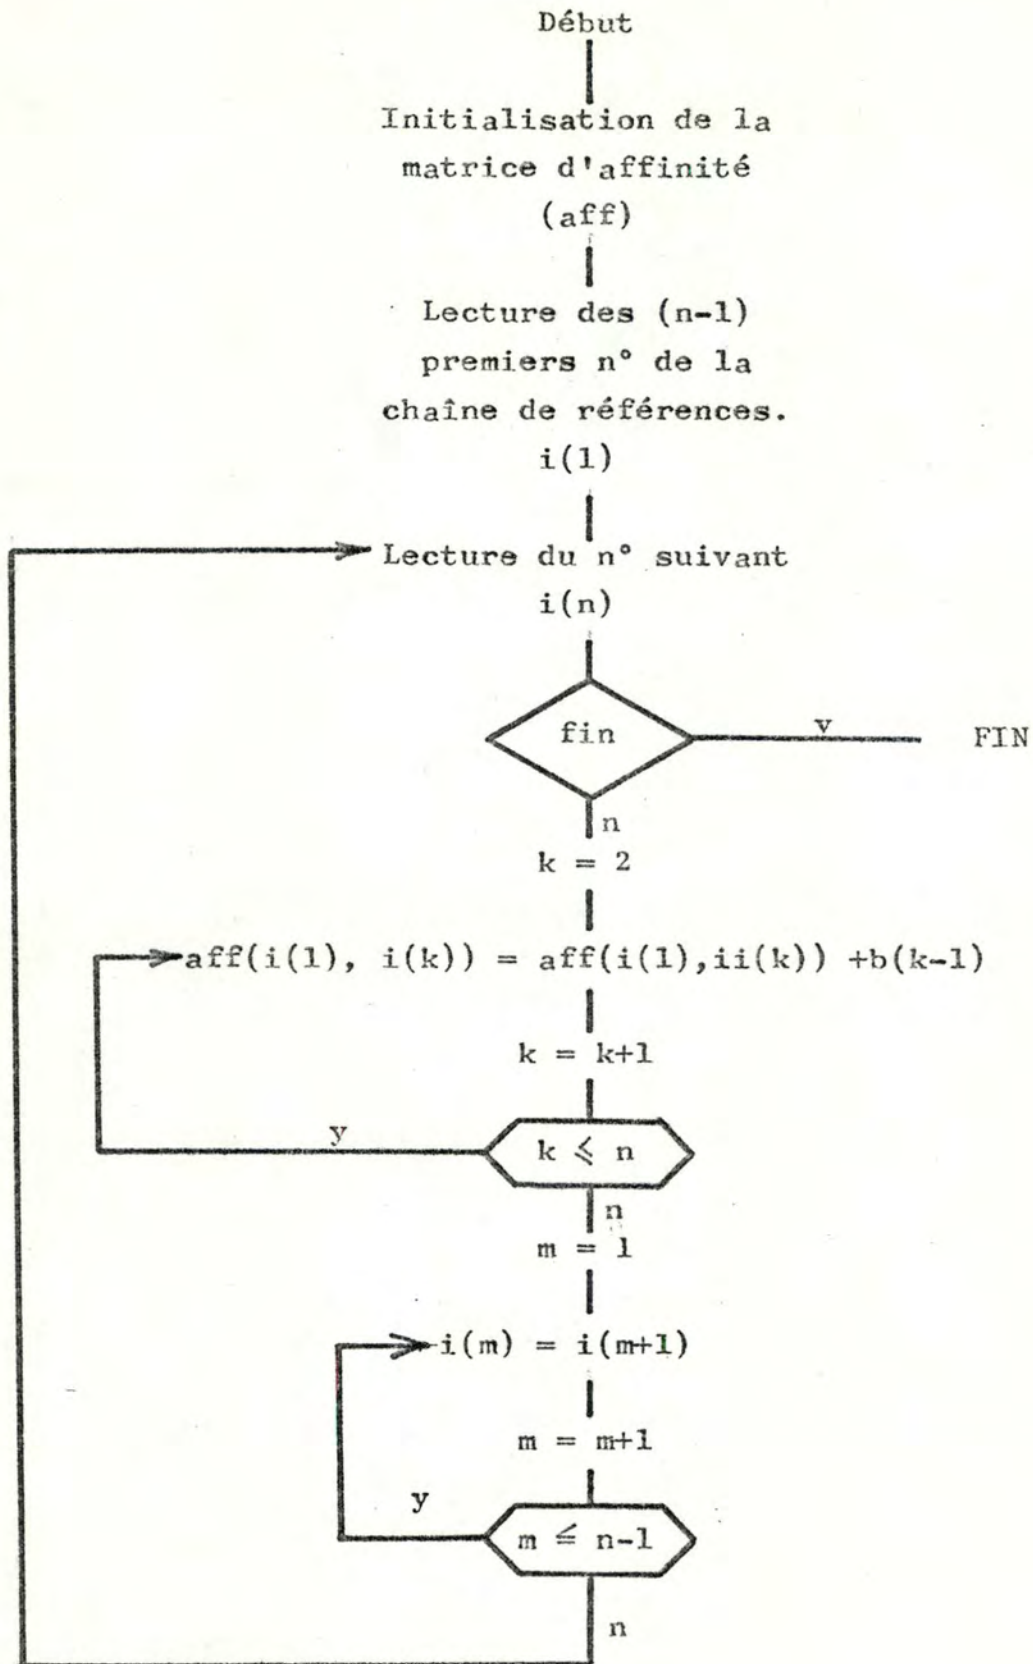 Début
Initialisation de la
matrice d'affinité
(aff)
Lecture des (n-1)
premiers n° de la
chaîne de références.
i(1)
Lecture du n° suivant
i(n)
fin
v
FIN
n
k = 2
aff(i(1), i(k)) = aff(i(1),ii(k)) +b(k-1)
k = k+1
y
k ⩽ n
n
m = 1
i(m) = i(m+1)
m = m+1
y
m ≤ n-1
n